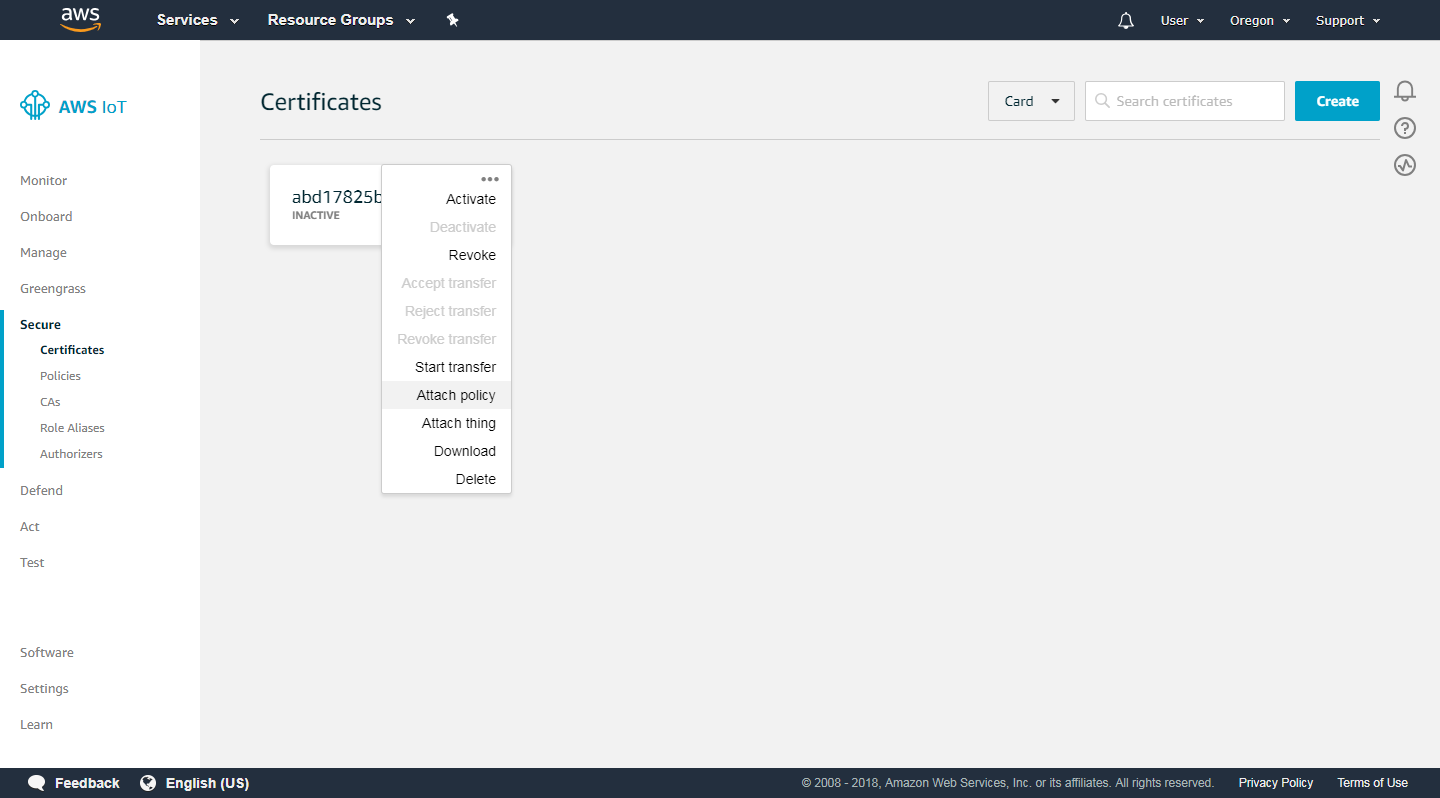 aws Services Resource Groups User Oregon Support
AWS IoT
Monitor
Onboard
Manage
Greengrass
Secure
Certificates
Policies
CAs
Role Aliases
Authorizers
Defend
Act
Test
Software
Settings
Learn
Certificates
Card
Search certificates
Create
abd17825b
INACTIVE
Activate
Deactivate
Revoke
Accept transfer
Reject transfer
Revoke transfer
Start transfer
Attach policy
Attach thing
Download
Delete
Feedback English (US) © 2008 - 2018, Amazon Web Services, Inc. or its affiliates. All rights reserved. Privacy Policy Terms of Use